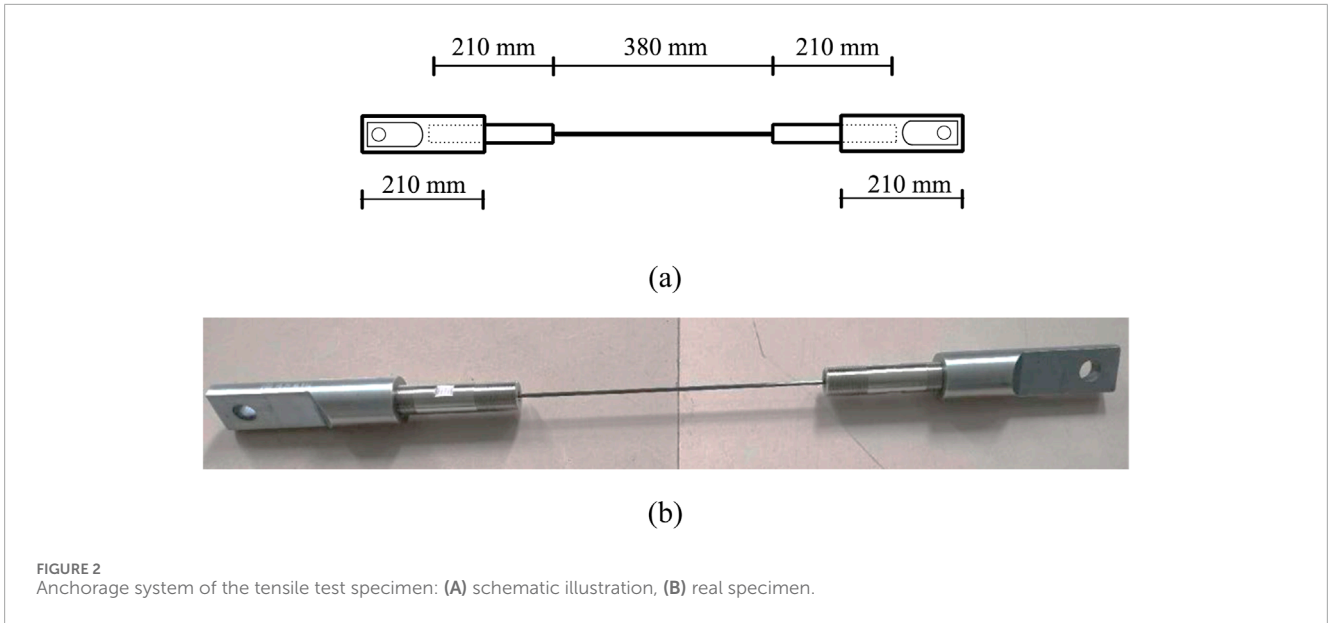 210 mm 380 mm 210 mm
210 mm 210 mm
(a)
(b)
FIGURE 2
Anchorage system of the tensile test specimen: (A) schematic illustration, (B) real specimen.